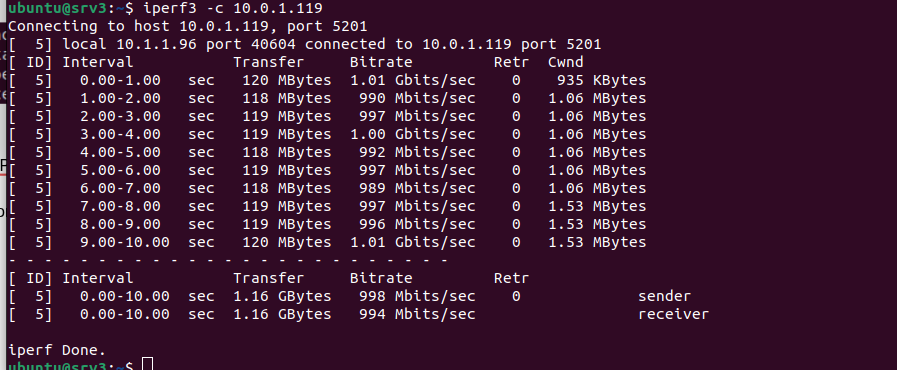 ubuntu@srv3:~$ iperf3 -c 10.0.1.119
Connecting to host 10.0.1.119, port 5201
[  5] local 10.1.1.96 port 40604 connected to 10.0.1.119 port 5201
[ ID] Interval           Transfer     Bitrate         Retr  Cwnd
[  5]   0.00-1.00   sec   120 MBytes  1.01 Gbits/sec    0    935 KBytes
[  5]   1.00-2.00   sec   118 MBytes   990 Mbits/sec    0   1.06 MBytes
[  5]   2.00-3.00   sec   119 MBytes   997 Mbits/sec    0   1.06 MBytes
[  5]   3.00-4.00   sec   119 MBytes  1.00 Gbits/sec    0   1.06 MBytes
[  5]   4.00-5.00   sec   118 MBytes   992 Mbits/sec    0   1.06 MBytes
[  5]   5.00-6.00   sec   119 MBytes   997 Mbits/sec    0   1.06 MBytes
[  5]   6.00-7.00   sec   118 MBytes   989 Mbits/sec    0   1.06 MBytes
[  5]   7.00-8.00   sec   119 MBytes   997 Mbits/sec    0   1.53 MBytes
[  5]   8.00-9.00   sec   119 MBytes   996 Mbits/sec    0   1.53 MBytes
[  5]   9.00-10.00  sec   120 MBytes  1.01 Gbits/sec    0   1.53 MBytes
- - - - - - - - - - - - - - - - - - - - - - - - -
[ ID] Interval           Transfer     Bitrate         Retr
[  5]   0.00-10.00  sec  1.16 GBytes   998 Mbits/sec    0             sender
[  5]   0.00-10.00  sec  1.16 GBytes   994 Mbits/sec                  receiver
iperf Done.
ubuntu@srv3:~$